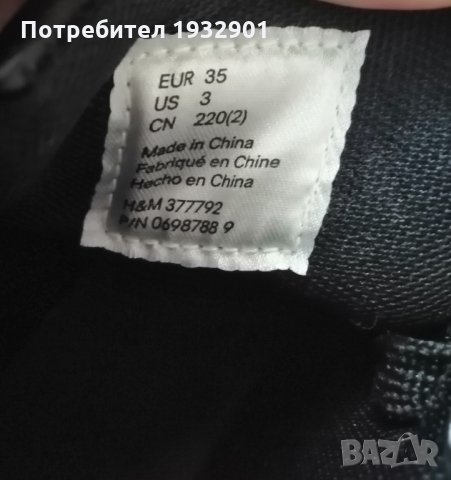 Потребител 1932901
EUR 35
US 3
CN 220(2)
Made in China
Fabriqué en Chine
Hecho en China
H&M 377792
P/N 0698788 9
BAZAR